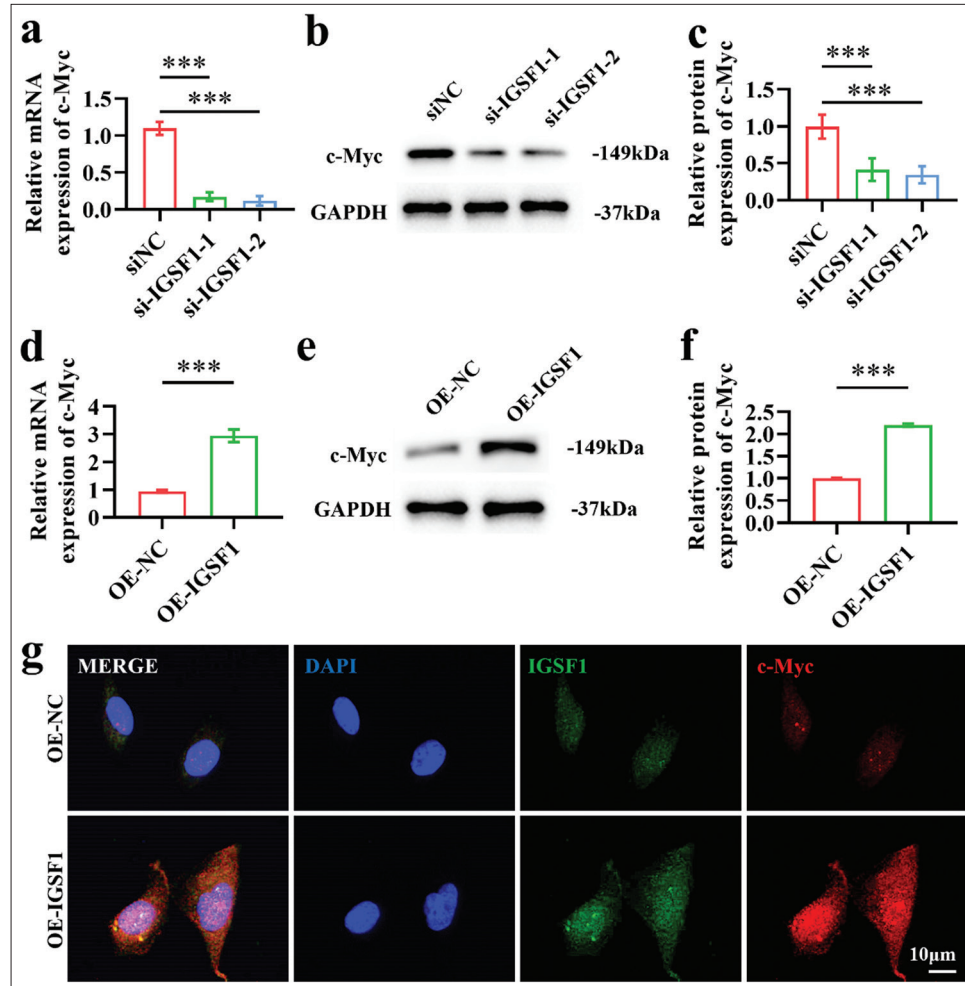 a
Relative mRNA
expression of c-Myc
***
***
1.5
1.0
0.5
0.0
siNC
si-IGSF1-1
si-IGSF1-2
b
siNC
si-IGSF1-1
si-IGSF1-2
c-Myc
-149kDa
GAPDH
-37kDa
c
Relative protein
expression of c-Myc
***
***
1.5
1.0
0.5
0.0
siNC
si-IGSF1-1
si-IGSF1-2
d
Relative mRNA
expression of c-Myc
***
4
3
2
1
0
OE-NC
OE-IGSF1
e
OE-NC
OE-IGSF1
c-Myc
-149kDa
GAPDH
-37kDa
f
Relative protein
expression of c-Myc
***
2.5
2.0
1.5
1.0
0.5
0.0
OE-NC
OE-IGSF1
g
MERGE
DAPI
IGSF1
c-Myc
OE-NC
OE-IGSF1
10μm